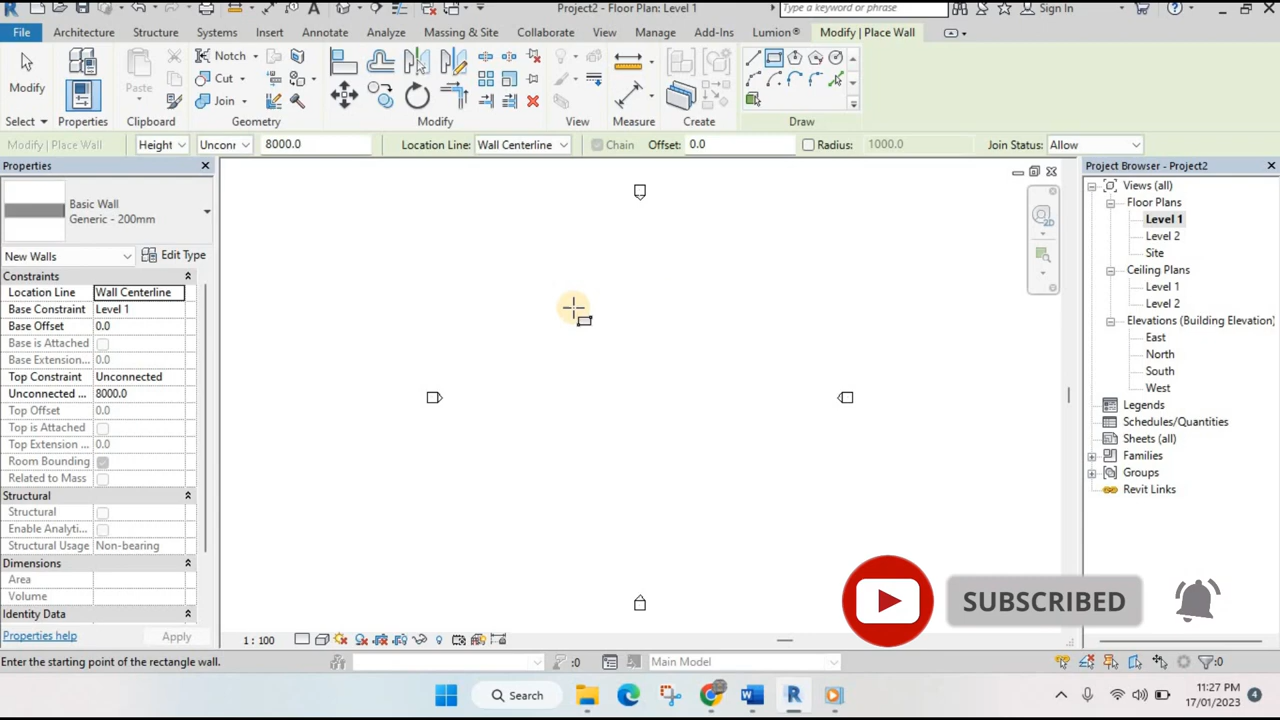 Project2 - Floor Plan: Level 1
Type a keyword or phrase
Sign In
File
Architecture
Structure
Systems
Insert
Annotate
Analyze
Massing & Site
Collaborate
View
Manage
Add-Ins
Lumion®
Modify | Place Wall
Modify
Paste
Notch
Cut
Join
Select
Properties
Clipboard
Geometry
Modify
View
Measure
Create
Draw
Modify | Place Wall
Height
Unconr
8000.0
Location Line: Wall Centerline
Chain
Offset: 0.0
Radius: 1000.0
Join Status: Allow
Properties
Basic Wall
Generic - 200mm
New Walls
Edit Type
Constraints
Location Line Wall Centerline
Base Constraint Level 1
Base Offset 0.0
Base is Attached
Base Extension... 0.0
Top Constraint Unconnected
Unconnected ... 8000.0
Top Offset 0.0
Top is Attached
Top Extension ... 0.0
Room Bounding
Related to Mass
Structural
Structural
Enable Analyti...
Structural Usage Non-bearing
Dimensions
Area
Volume
Identity Data
Properties help
Apply
2D
Project Browser - Project2
Views (all)
Floor Plans
Level 1
Level 2
Site
Ceiling Plans
Level 1
Level 2
Elevations (Building Elevation)
East
North
South
West
Legends
Schedules/Quantities
Sheets (all)
Families
Groups
Revit Links
SUBSCRIBED
1 : 100
Enter the starting point of the rectangle wall.
:0
Main Model
:0
Search
11:27 PM
17/01/2023
4